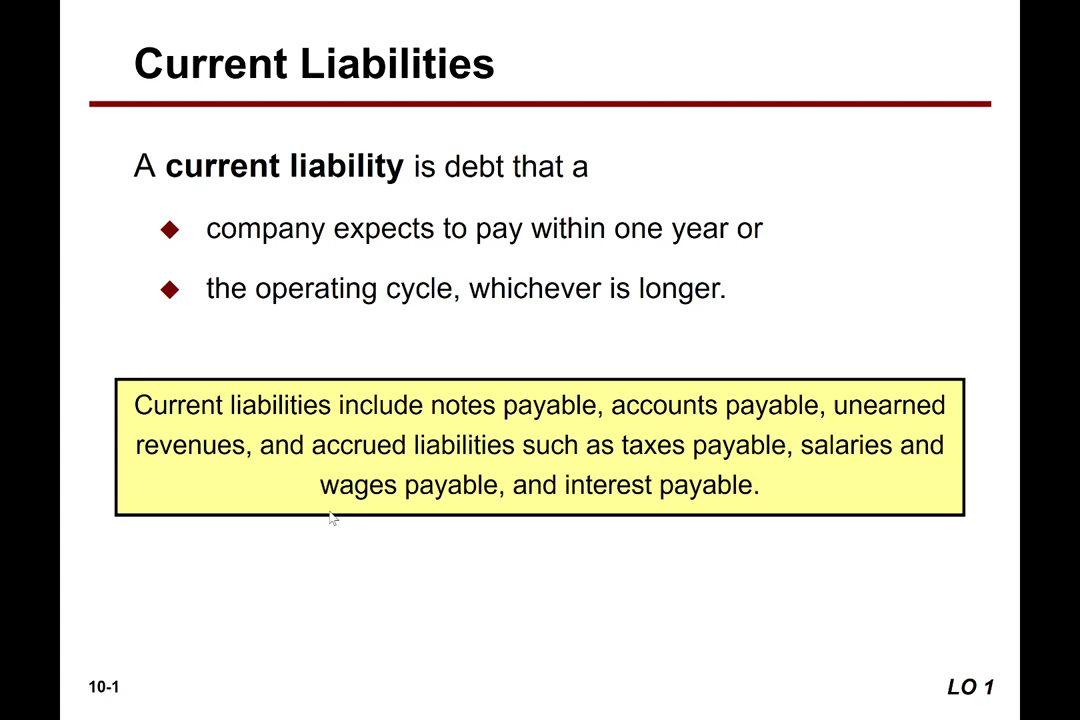 Current Liabilities
A current liability is debt that a
company expects to pay within one year or
the operating cycle, whichever is longer.
Current liabilities include notes payable, accounts payable, unearned
revenues, and accrued liabilities such as taxes payable, salaries and
wages payable, and interest payable.
10-1
LO 1